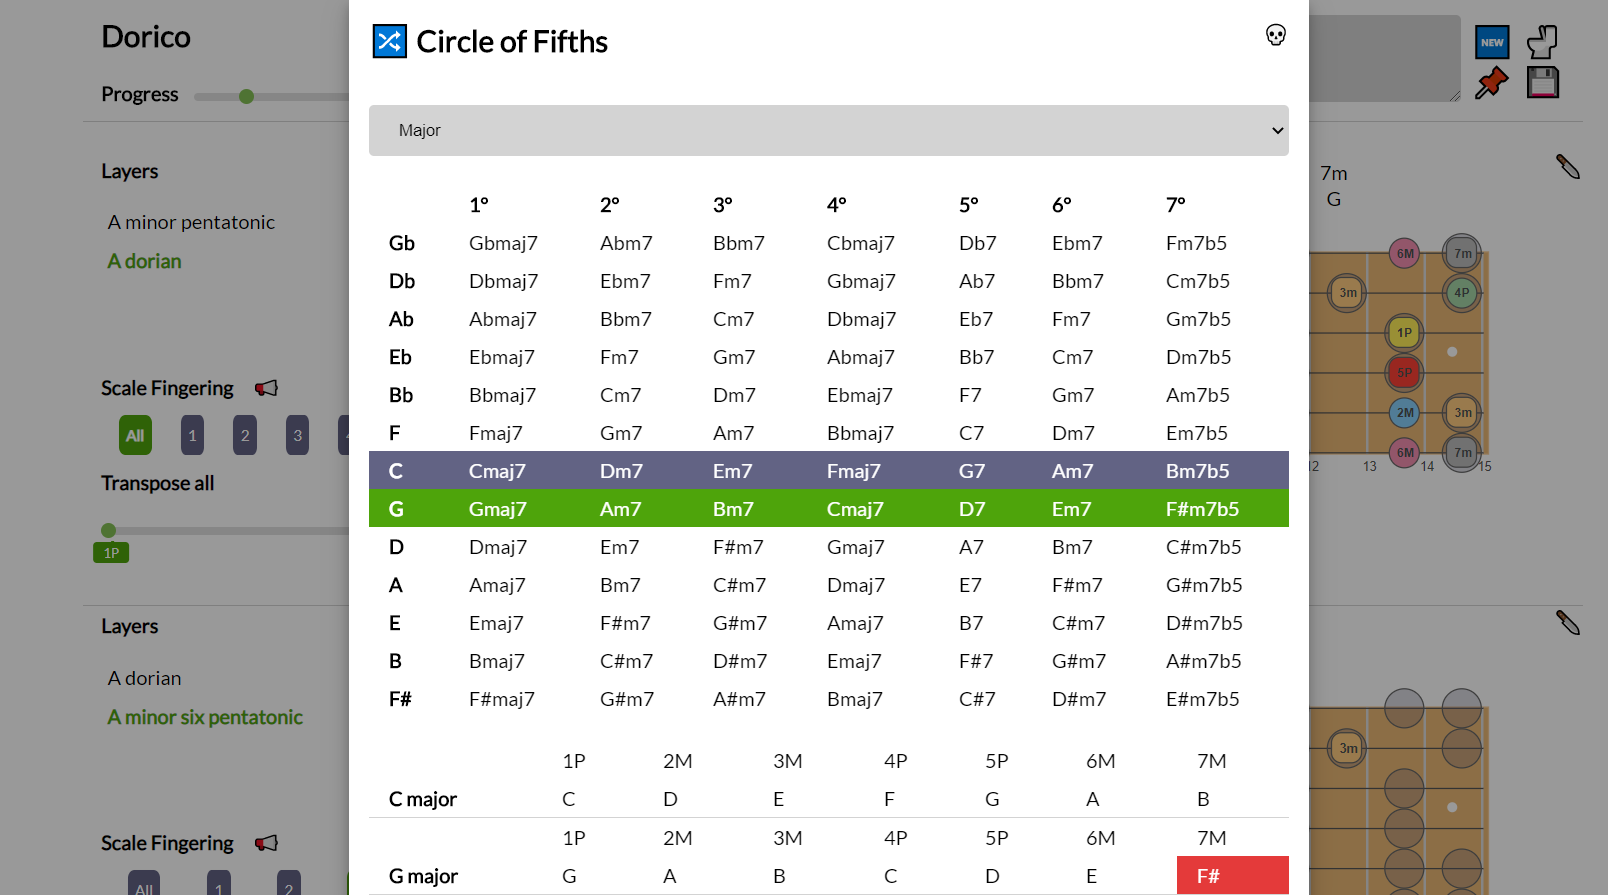 Dorico
Progress
Layers
A minor pentatonic
A dorian
Scale Fingering
All 1 2 3
Transpose all
1P
Layers
A dorian
A minor six pentatonic
Scale Fingering
All 1 2
Circle of Fifths
Major
1º 2º 3º 4º 5º 6º 7º
Gb Gbmaj7 Abm7 Bbm7 Cbmaj7 Db7 Ebm7 Fm7b5
Db Dbmaj7 Ebm7 Fm7 Gbmaj7 Ab7 Bbm7 Cm7b5
Ab Abmaj7 Bbm7 Cm7 Dbmaj7 Eb7 Fm7 Gm7b5
Eb Ebmaj7 Fm7 Gm7 Abmaj7 Bb7 Cm7 Dm7b5
Bb Bbmaj7 Cm7 Dm7 Ebmaj7 F7 Gm7 Am7b5
F Fmaj7 Gm7 Am7 Bbmaj7 C7 Dm7 Em7b5
C Cmaj7 Dm7 Em7 Fmaj7 G7 Am7 Bm7b5
G Gmaj7 Am7 Bm7 Cmaj7 D7 Em7 F#m7b5
D Dmaj7 Em7 F#m7 Gmaj7 A7 Bm7 C#m7b5
A Amaj7 Bm7 C#m7 Dmaj7 E7 F#m7 G#m7b5
E Emaj7 F#m7 G#m7 Amaj7 B7 C#m7 D#m7b5
B Bmaj7 C#m7 D#m7 Emaj7 F#7 G#m7 A#m7b5
F# F#maj7 G#m7 A#m7 Bmaj7 C#7 D#m7 E#m7b5
1P 2M 3M 4P 5P 6M 7M
C major C D E F G A B
1P 2M 3M 4P 5P 6M 7M
G major G A B C D E F#
NEW
7m
G
6M 7m
3m 4P
1P
5P
2M 3m
6M 7m
13 14 15
3m